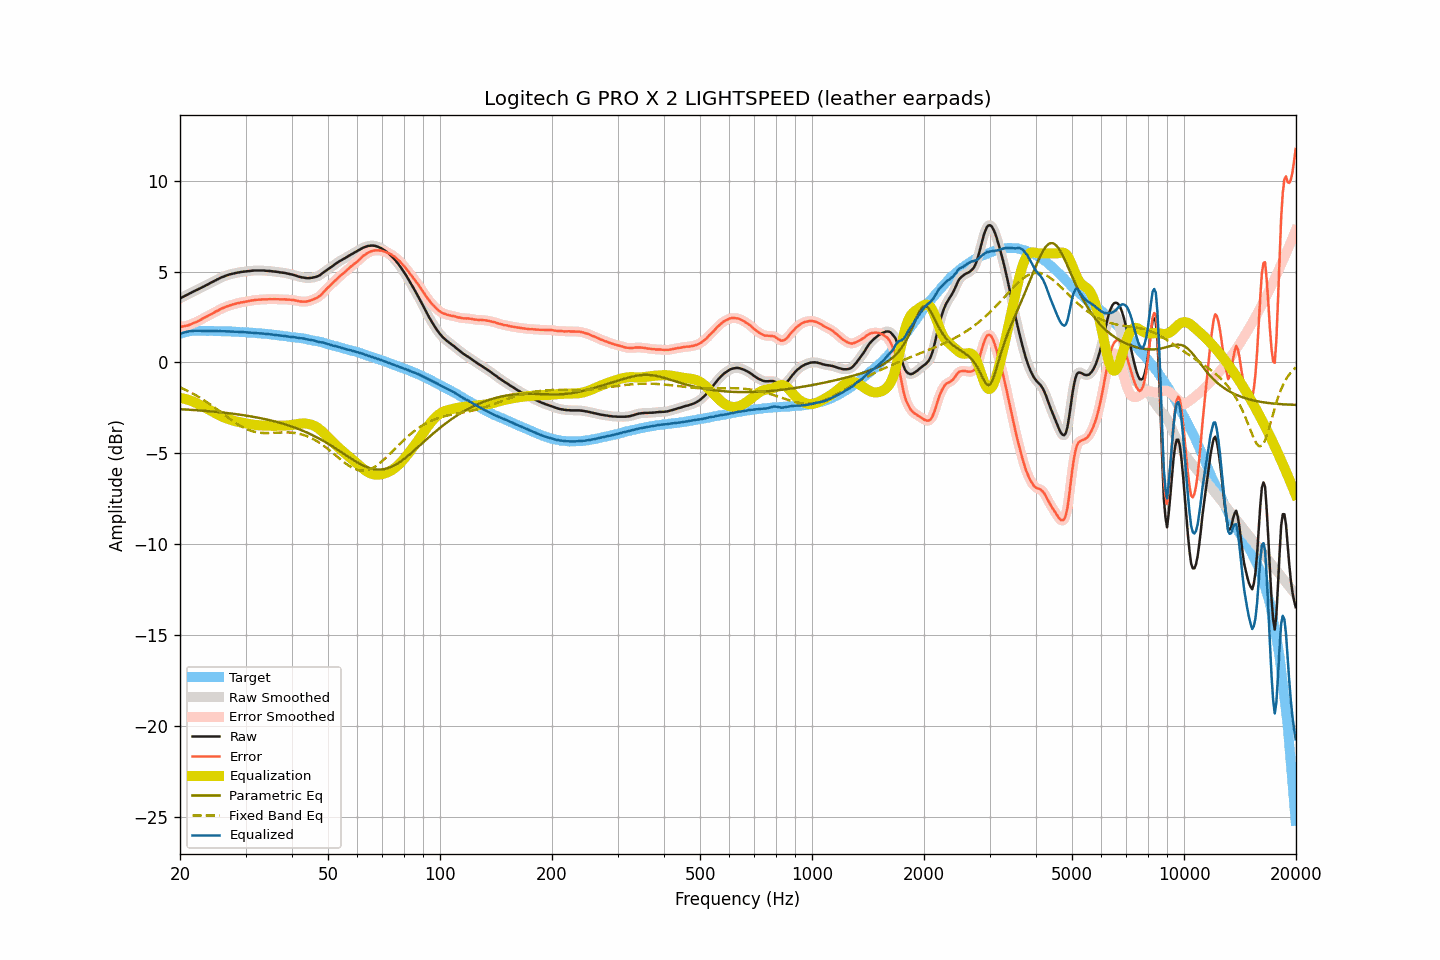 Logitech G PRO X 2 LIGHTSPEED (leather earpads)
10
5
0
−5
−10
−15
−20
−25
Amplitude (dBr)
Target
Raw Smoothed
Error Smoothed
Raw
Error
Equalization
Parametric Eq
Fixed Band Eq
Equalized
20 50 100 200 500 1000 2000 5000 10000 20000
Frequency (Hz)